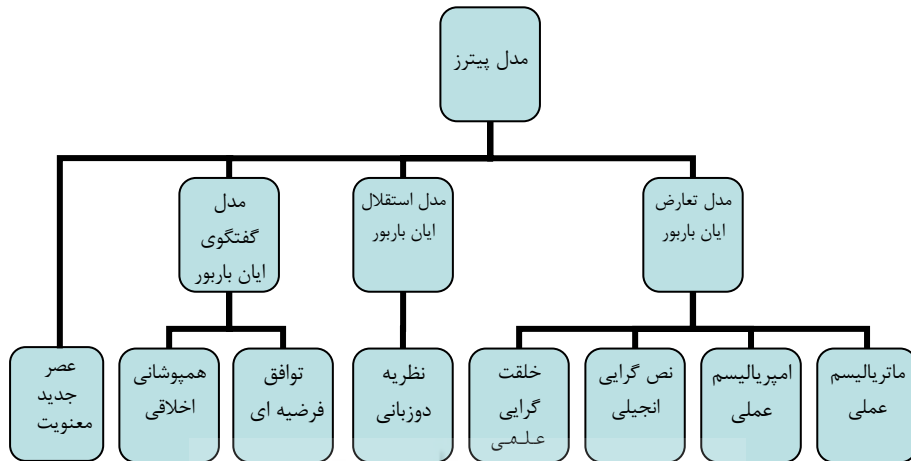 مدل پیترز
مدل تعارض
ایان باربور
مدل استقلال
ایان باربور
مدل
گفتگوی
ایان باربور
ماتریالیسم
عملی
امپریالیسم
عملی
نص گرایی
انجیلی
خلقت
گرایی
علـمـی
نظریه
دوزبانی
توافق
فرضیه ای
همپوشانی
اخلاقی
عصر
جدید
معنویت